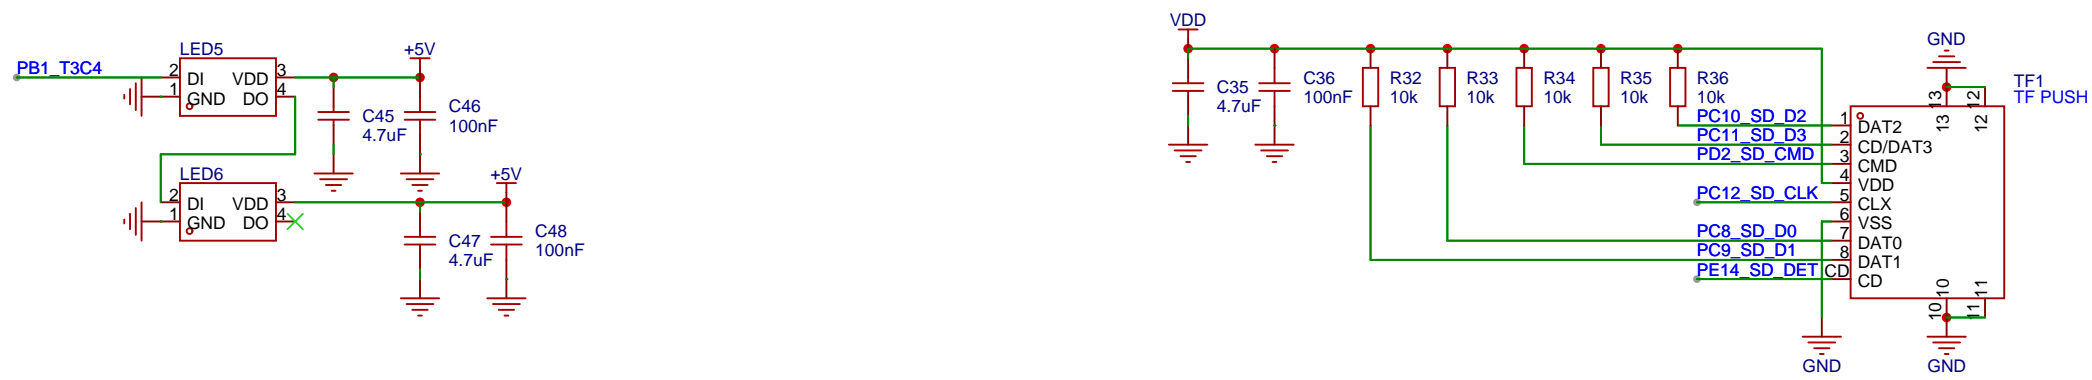 LED5
PB1_T3C4
2 DI VDD 3
1 GND DO 4
+5V
C45
4.7uF
C46
100nF
LED6
2 DI VDD 3
1 GND DO 4
+5V
C47
4.7uF
C48
100nF
VDD
C35
4.7uF
C36
100nF
R32
10k
R33
10k
R34
10k
R35
10k
R36
10k
GND
TF1
TF PUSH
13 12
13 12
PC10_SD_D2 1 DAT2
PC11_SD_D3 2 CD/DAT3
PD2_SD_CMD 3 CMD
4 VDD
PC12_SD_CLK 5 CLX
6 VSS
PC8_SD_D0 7 DAT0
PC9_SD_D1 8 DAT1
PE14_SD_DET CD CD
10 11
10 11
GND
GND